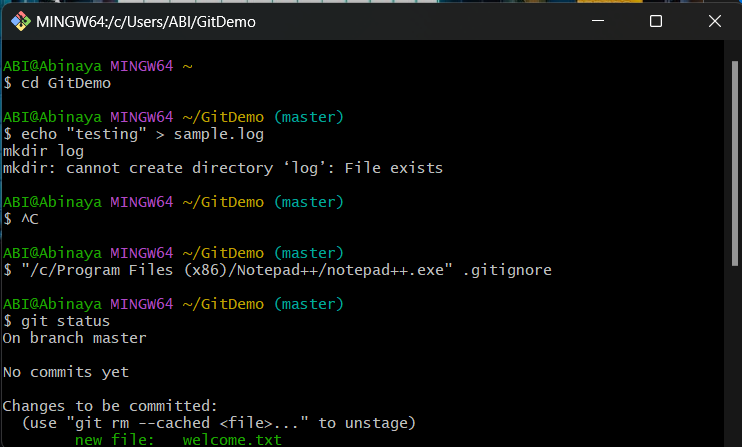 MINGW64:/c/Users/ABI/GitDemo
ABI@Abinaya MINGW64 ~
$ cd GitDemo
ABI@Abinaya MINGW64 ~/GitDemo (master)
$ echo "testing" > sample.log
mkdir log
mkdir: cannot create directory ‘log’: File exists
ABI@Abinaya MINGW64 ~/GitDemo (master)
$ ^C
ABI@Abinaya MINGW64 ~/GitDemo (master)
$ "/c/Program Files (x86)/Notepad++/notepad++.exe" .gitignore
ABI@Abinaya MINGW64 ~/GitDemo (master)
$ git status
On branch master
No commits yet
Changes to be committed:
  (use "git rm --cached <file>..." to unstage)
        new file:   welcome.txt